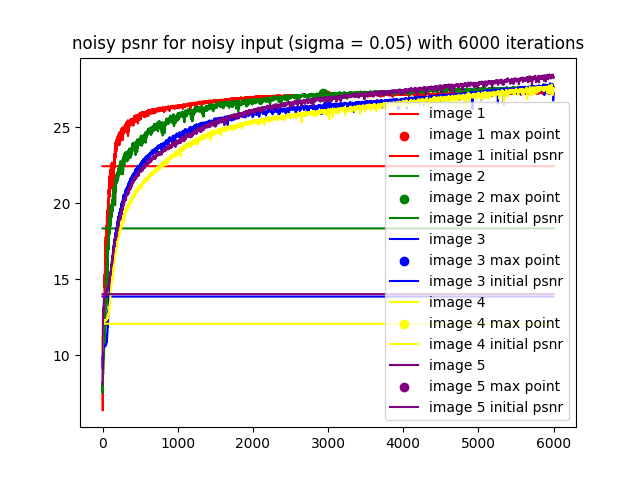 noisy psnr for noisy input (sigma = 0.05) with 6000 iterations
25
20
15
10
image 1
image 1 max point
image 1 initial psnr
image 2
image 2 max point
image 2 initial psnr
image 3
image 3 max point
image 3 initial psnr
image 4
image 4 max point
image 4 initial psnr
image 5
image 5 max point
image 5 initial psnr
0 1000 2000 3000 4000 5000 6000